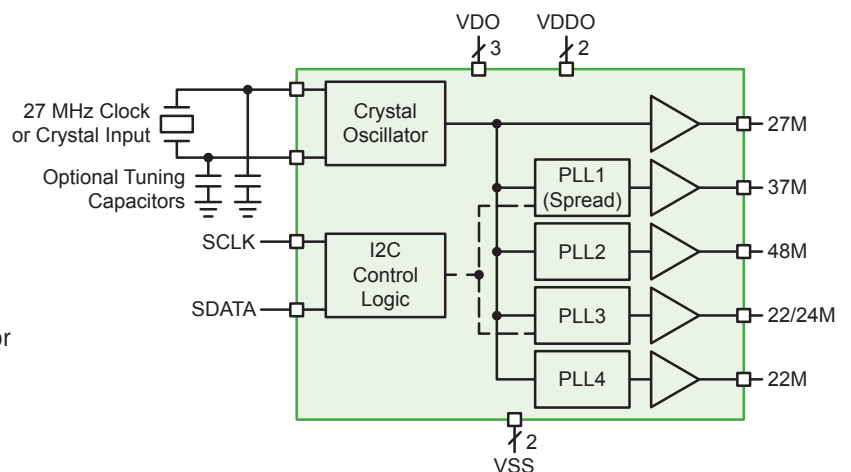 VDO VDDO
3 2
27 MHz Clock
or Crystal Input
Crystal
Oscillator
27M
Optional Tuning
Capacitors
PLL1
(Spread)
37M
SCLK
I2C
Control
Logic
PLL2
48M
SDATA
PLL3
22/24M
or
PLL4
22M
2
VSS